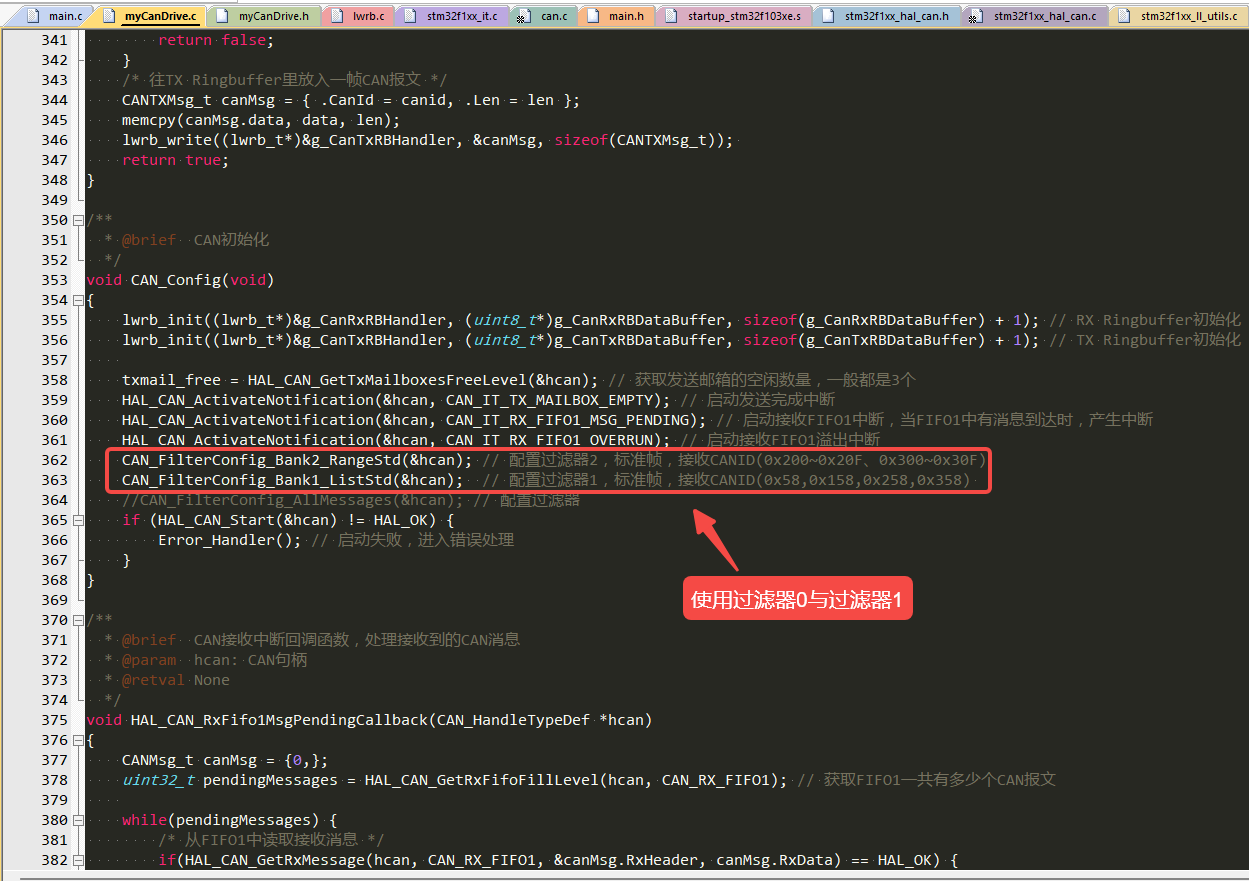 main.c
myCanDrive.c
myCanDrive.h
lwrb.c
stm32f1xx_it.c
can.c
main.h
startup_stm32f103xe.s
stm32f1xx_hal_can.h
stm32f1xx_hal_can.c
stm32f1xx_ll_utils.c
341 return false;
342 }
343 /* 往TX Ringbuffer里放入一帧CAN报文 */
344 CANTXMsg_t canMsg = { .CanId = canid, .Len = len };
345 memcpy(canMsg.data, data, len);
346 lwrb_write((lwrb_t*)&g_CanTxRBHandler, &canMsg, sizeof(CANTXMsg_t));
347 return true;
348 }
349
350 /**
351 * @brief CAN初始化
352 */
353 void CAN_Config(void)
354 {
355 lwrb_init((lwrb_t*)&g_CanRxRBHandler, (uint8_t*)g_CanRxRBDataBuffer, sizeof(g_CanRxRBDataBuffer) + 1); // RX Ringbuffer初始化
356 lwrb_init((lwrb_t*)&g_CanTxRBHandler, (uint8_t*)g_CanTxRBDataBuffer, sizeof(g_CanTxRBDataBuffer) + 1); // TX Ringbuffer初始化
357
358 txmail_free = HAL_CAN_GetTxMailboxesFreeLevel(&hcan); // 获取发送邮箱的空闲数量，一般都是3个
359 HAL_CAN_ActivateNotification(&hcan, CAN_IT_TX_MAILBOX_EMPTY); // 启动发送完成中断
360 HAL_CAN_ActivateNotification(&hcan, CAN_IT_RX_FIFO1_MSG_PENDING); // 启动接收FIFO1中断，当FIFO1中有消息到达时，产生中断
361 HAL_CAN_ActivateNotification(&hcan, CAN_IT_RX_FIFO1_OVERRUN); // 启动接收FIFO1溢出中断
362 CAN_FilterConfig_Bank2_RangeStd(&hcan); // 配置过滤器2，标准帧，接收CANID(0x200~0x20F、0x300~0x30F)
363 CAN_FilterConfig_Bank1_ListStd(&hcan); // 配置过滤器1，标准帧，接收CANID(0x58,0x158,0x258,0x358)
364 //CAN_FilterConfig_AllMessages(&hcan); // 配置过滤器
365 if (HAL_CAN_Start(&hcan) != HAL_OK) {
366 Error_Handler(); // 启动失败，进入错误处理
367 }
368 }
369
使用过滤器0与过滤器1
370 /**
371 * @brief CAN接收中断回调函数，处理接收到的CAN消息
372 * @param hcan: CAN句柄
373 * @retval None
374 */
375 void HAL_CAN_RxFifo1MsgPendingCallback(CAN_HandleTypeDef *hcan)
376 {
377 CANMsg_t canMsg = {0,};
378 uint32_t pendingMessages = HAL_CAN_GetRxFifoFillLevel(hcan, CAN_RX_FIFO1); // 获取FIFO1一共有多少个CAN报文
379
380 while(pendingMessages) {
381 /* 从FIFO1中读取接收消息 */
382 if(HAL_CAN_GetRxMessage(hcan, CAN_RX_FIFO1, &canMsg.RxHeader, canMsg.RxData) == HAL_OK) {